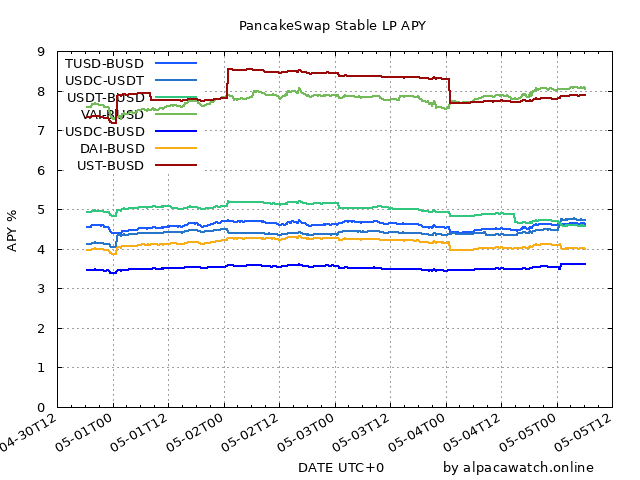 PancakeSwap Stable LP APY
9
8
7
6
5
4
3
2
1
0
APY %
TUSD-BUSD
USDC-USDT
USDT-BUSD
VAI-BUSD
USDC-BUSD
DAI-BUSD
UST-BUSD
04-30T12
05-01T00
05-01T12
05-02T00
05-02T12
05-03T00
05-03T12
05-04T00
05-04T12
05-05T00
05-05T12
DATE UTC+0
by alpacawatch.online